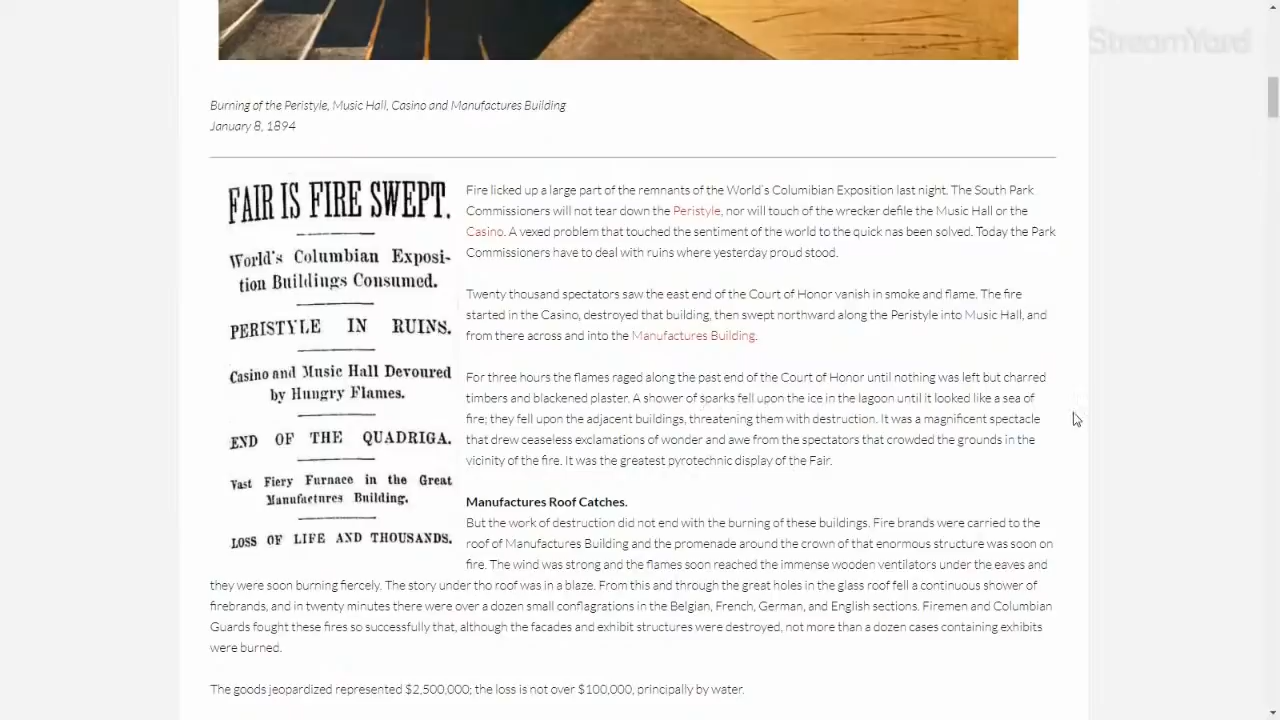 StreamYard
Burning of the Peristyle, Music Hall, Casino and Manufactures Building
January 8, 1894
FAIR IS FIRE SWEPT.
World's Columbian Exposi-
tion Buildings Consumed.
PERISTYLE IN RUINS.
Casino and Music Hall Devoured
by Hungry Flames.
END OF THE QUADRIGA.
Vast Fiery Furnace in the Great
Manufactures Building.
LOSS OF LIFE AND THOUSANDS.
Fire licked up a large part of the remnants of the World's Columibian Exposition last night. The South Park
Commissioners will not tear down the Peristyle, nor will touch of the wrecker defile the Music Hall or the
Casino. A vexed problem that touched the sentiment of the world to the quick nas been solved. Today the Park
Commissioners have to deal with ruins where yesterday proud stood.
Twenty thousand spectators saw the east end of the Court of Honor vanish in smoke and flame. The fire
started in the Casino, destroyed that building, then swept northward along the Peristyle into Music Hall, and
from there across and into the Manufactures Building.
For three hours the flames raged along the past end of the Court of Honor until nothing was left but charred
timbers and blackened plaster. A shower of sparks fell upon the ice in the lagoon until it looked like a sea of
fire; they fell upon the adjacent buildings, threatening them with destruction. It was a magnificent spectacle
that drew ceaseless exclamations of wonder and awe from the spectators that crowded the grounds in the
vicinity of the fire. It was the greatest pyrotechnic display of the Fair.
Manufactures Roof Catches.
But the work of destruction did not end with the burning of these buildings. Fire brands were carried to the
roof of Manufactures Building and the promenade around the crown of that enormous structure was soon on
fire. The wind was strong and the flames soon reached the immense wooden ventilators under the eaves and
they were soon burning fiercely. The story under tho roof was in a blaze. From this and through the great holes in the glass roof fell a continuous shower of
firebrands, and in twenty minutes there were over a dozen small conflagrations in the Belgian, French, German, and English sections. Firemen and Columbian
Guards fought these fires so successfully that, although the facades and exhibit structures were destroyed, not more than a dozen cases containing exhibits
were burned.
The goods jeopardized represented $2,500,000; the loss is not over $100,000, principally by water.